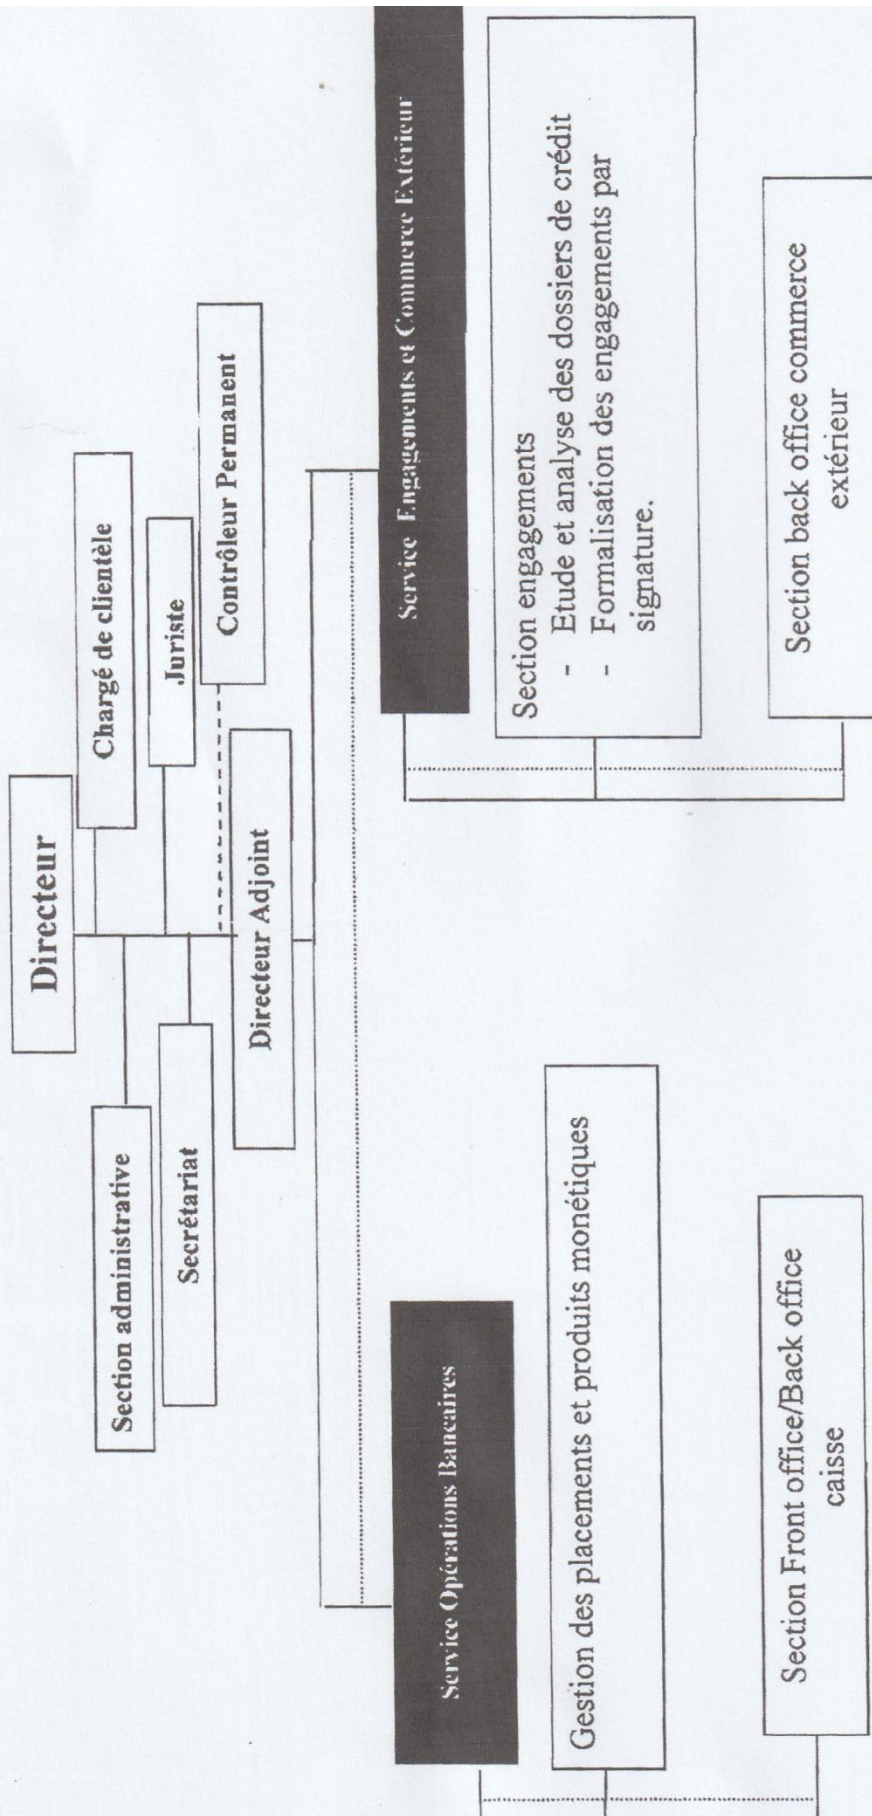 Directeur
Chargé de clientèle
Section administrative
Juriste
Secrétariat
Contrôleur Permanent
Directeur Adjoint
Service Opérations Bancaires
Service Engagements et Commerce Extérieur
Gestion des placements et produits monétiques
Section engagements
- Etude et analyse des dossiers de crédit
- Formalisation des engagements par
signature.
Section Front office/Back office
caisse
Section back office commerce
extérieur